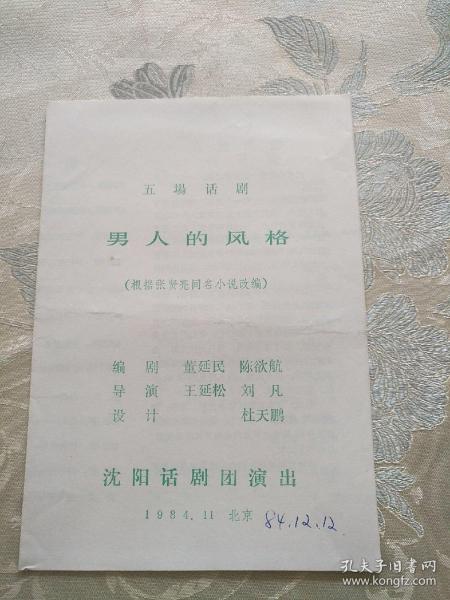 五場话剧
男人的风格
(根据张贤亮同名小说改编)
编剧 董延民 陈欲航
导演 王延松 刘凡
设计 杜天鹏
沈阳话剧团演出
1984.11 北京 84.12.12
孔夫子旧书网
www.kongfz.com